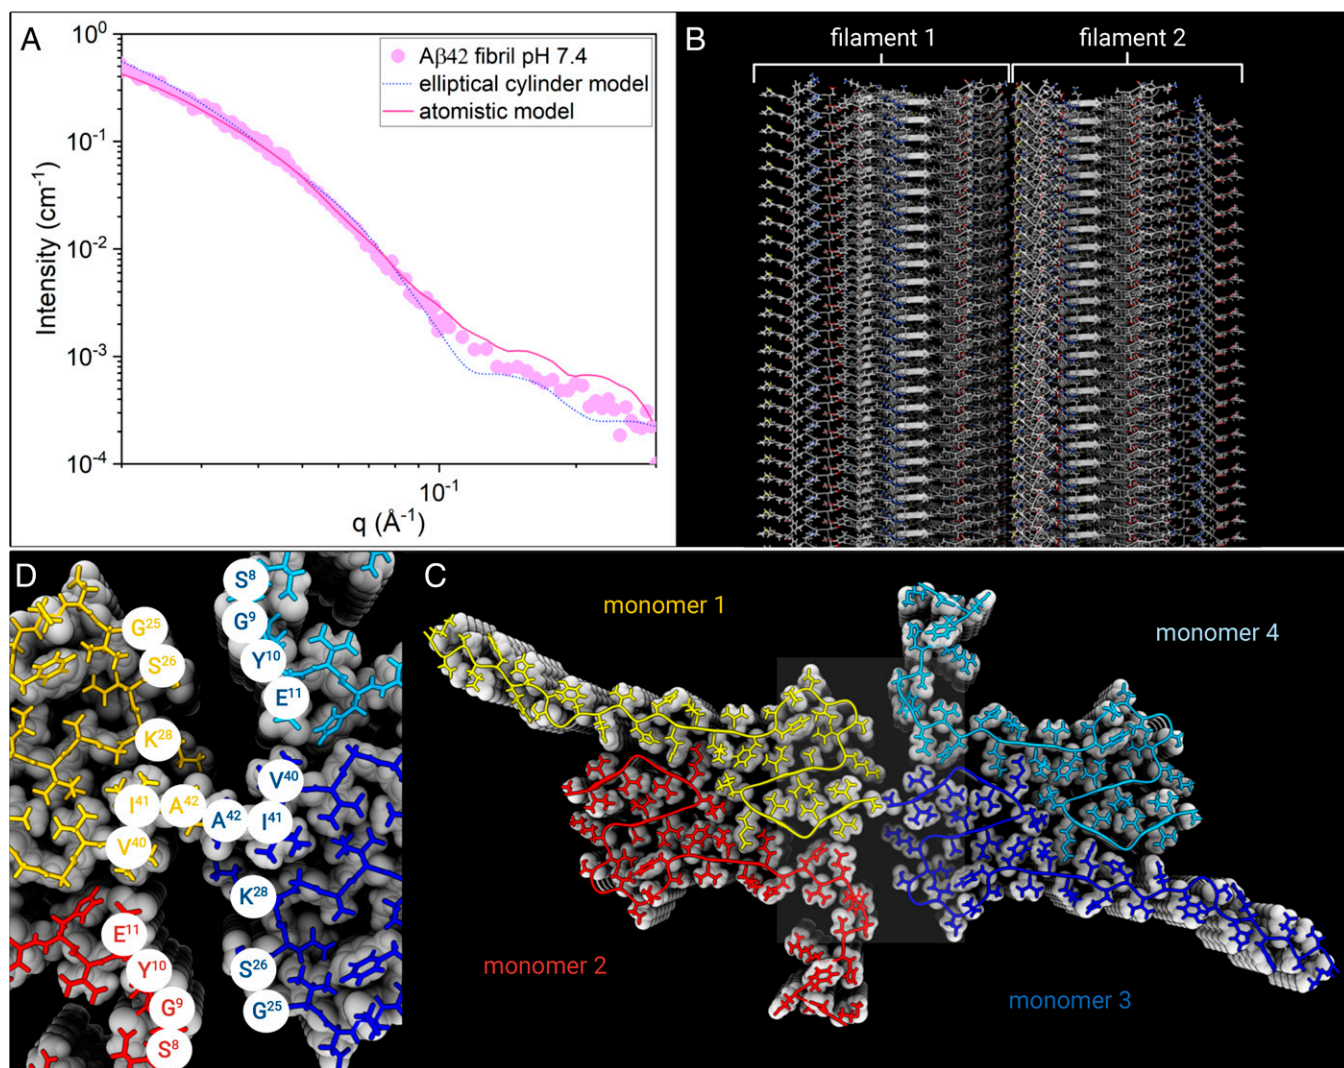 A
10⁰
10⁻¹
10⁻²
10⁻³
10⁻⁴
Intensity (cm⁻¹)
Aβ42 fibril pH 7.4
elliptical cylinder model
atomistic model
10⁻¹
q (Å⁻¹)
B
filament 1
filament 2
D
S⁸
G⁹
G²⁵
S²⁶
Y¹⁰
E¹¹
K²⁸
V⁴⁰
I⁴¹
A⁴²
A⁴²
I⁴¹
V⁴⁰
K²⁸
E¹¹
Y¹⁰
S²⁶
G⁹
G²⁵
S⁸
C
monomer 1
monomer 4
monomer 2
monomer 3